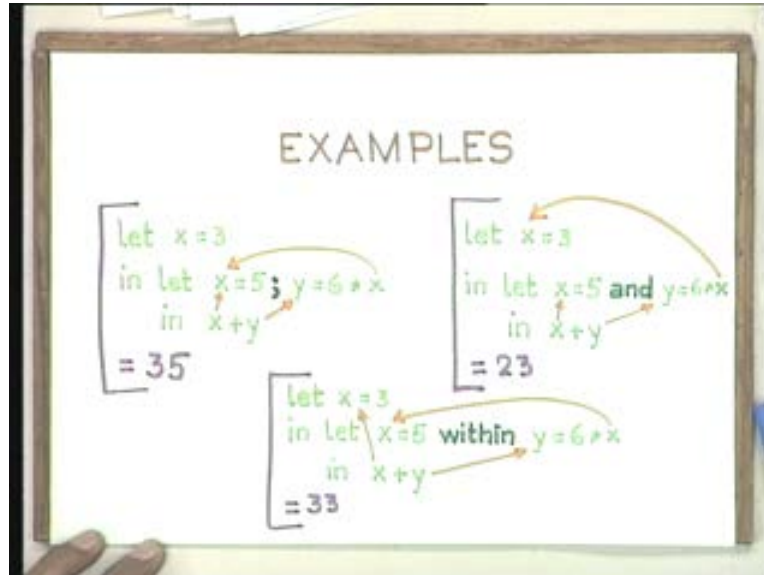 EXAMPLES
let x = 3
in let x = 5 ; y = 6 * x
in x + y
= 35
let x = 3
in let x = 5 and y = 6 * x
in x + y
= 23
let x = 3
in let x = 5 within y = 6 * x
in x + y
= 33